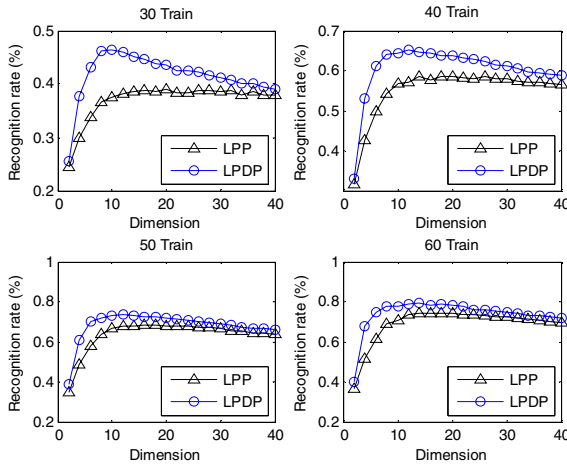 30 Train
Recognition rate (%)
0.5
0.4
0.3
0.2
0 10 20 30 40
Dimension
LPP
LPDP
40 Train
Recognition rate (%)
0.7
0.6
0.5
0.4
0 10 20 30 40
Dimension
LPP
LPDP
50 Train
Recognition rate (%)
1
0.8
0.6
0.4
0.2
0 10 20 30 40
Dimension
LPP
LPDP
60 Train
Recognition rate (%)
1
0.8
0.6
0.4
0.2
0 10 20 30 40
Dimension
LPP
LPDP